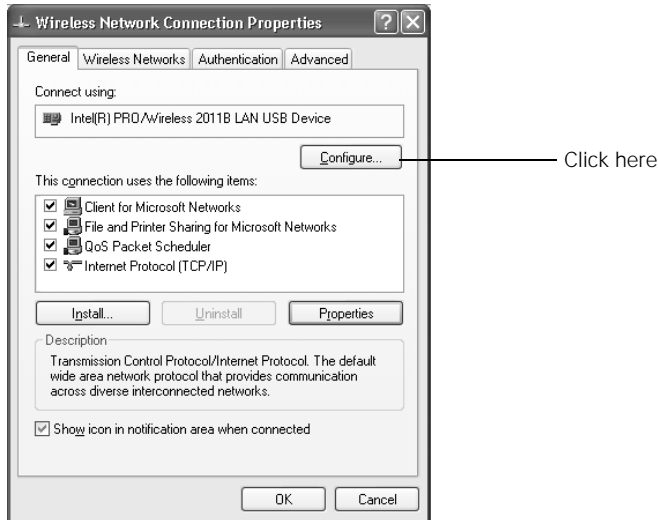 Wireless Network Connection Properties
General Wireless Networks Authentication Advanced
Connect using:
Intel(R) PRO/Wireless 2011B LAN USB Device
Configure... Click here
This connection uses the following items:
Client for Microsoft Networks
File and Printer Sharing for Microsoft Networks
QoS Packet Scheduler
Internet Protocol (TCP/IP)
Install... Uninstall Properties
Description
Transmission Control Protocol/Internet Protocol. The default
wide area network protocol that provides communication
across diverse interconnected networks.
Show icon in notification area when connected
OK Cancel